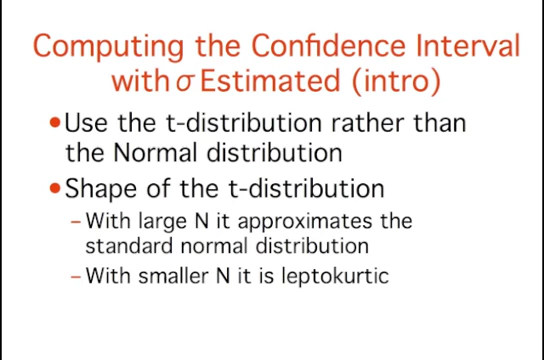 Computing the Confidence Interval
with σ Estimated (intro)
•Use the t-distribution rather than
the Normal distribution
•Shape of the t-distribution
–With large N it approximates the
standard normal distribution
–With smaller N it is leptokurtic